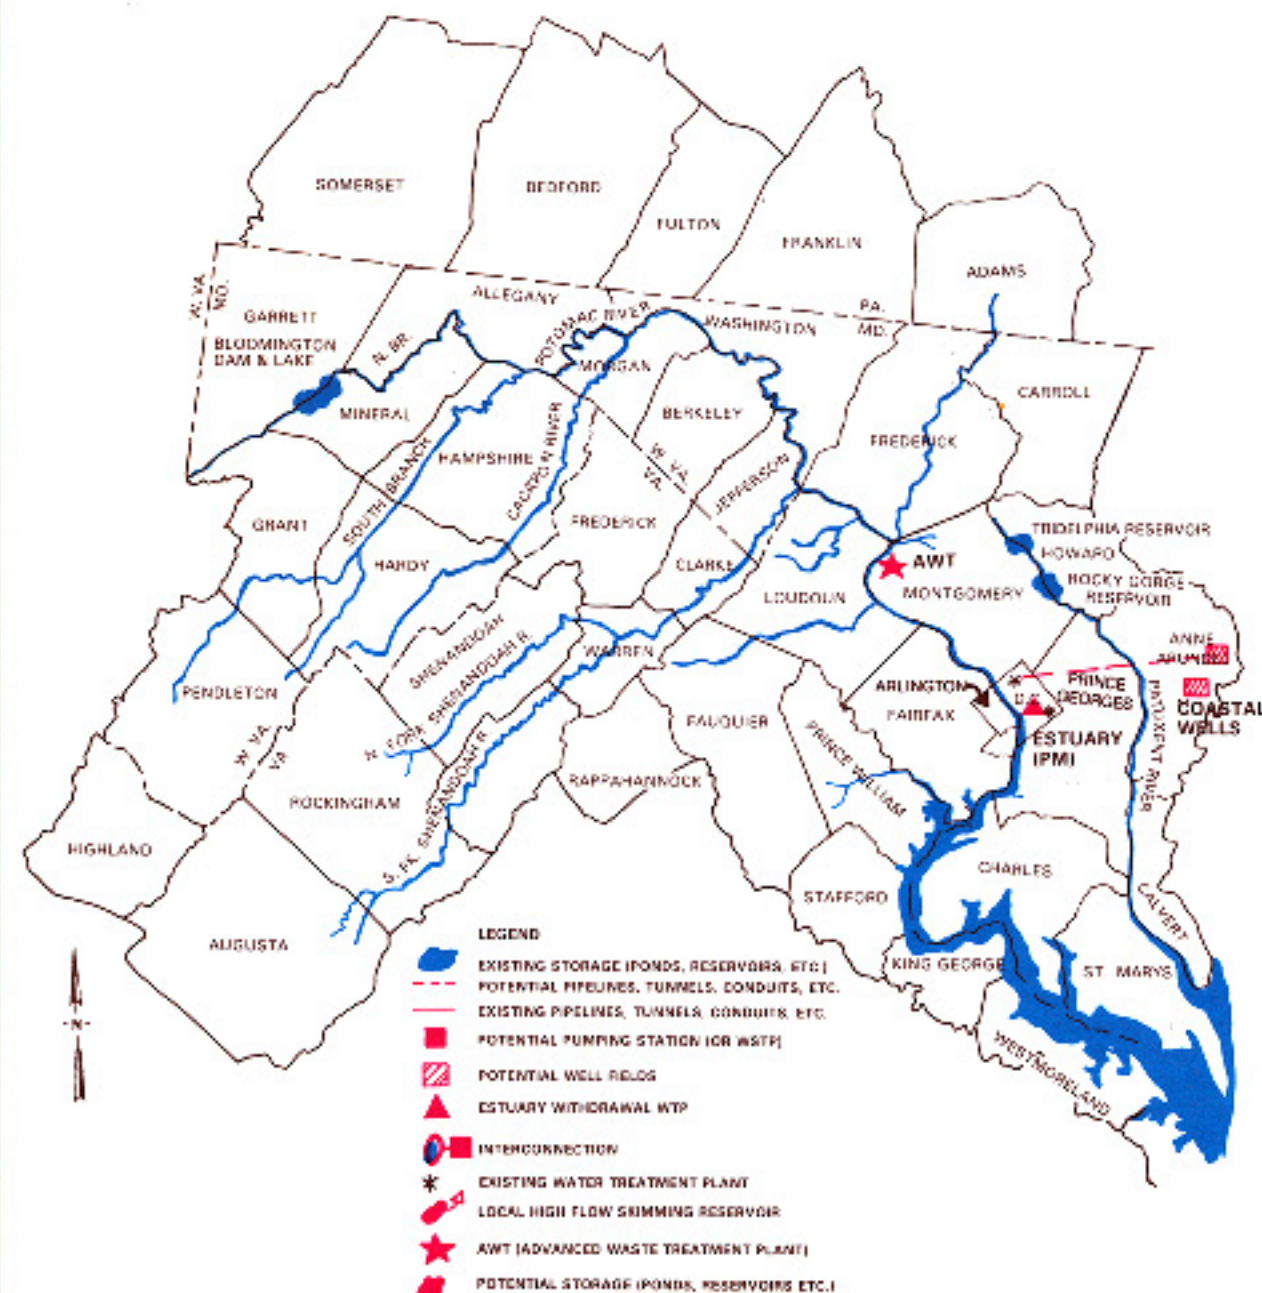 SOMERSET
BEDFORD
FULTON
FRANKLIN
ADAMS
W. VA.
MD.
GARRETT
ALLEGANY
POTOMAC RIVER
WASHINGTON
PA.
MD.
BLOOMINGTON
DAM & LAKE
N. BR.
MORGAN
MINERAL
BERKELEY
CARROLL
FREDERICK
HAMPSHIRE
SOUTH BRANCH
CACAPON RIVER
W. VA.
VA.
JEFFERSON
GRANT
FREDERICK
TRIDELPHIA RESERVOIR
HOWARD
HARDY
CLARKE
AWT
LOUDOUN
MONTGOMERY
ROCKY GORGE
RESERVOIR
SHENANDOAH
N. FORK SHENANDOAH R.
WARREN
ANNE
ARUNDEL
PENDLETON
ARLINGTON
PRINCE
GEORGES
FAIRFAX
FAUQUIER
PATUXENT RIVER
COASTAL
WELLS
ESTUARY
(PM)
W. VA.
VA.
PRINCE WILLIAM
RAPPAHANNOCK
ROCKINGHAM
S. FK. SHENANDOAH R.
HIGHLAND
CHARLES
STAFFORD
CALVERT
AUGUSTA
KING GEORGE
ST. MARYS
WESTMORELAND
N
LEGEND
EXISTING STORAGE (PONDS, RESERVOIRS, ETC.)
POTENTIAL PIPELINES, TUNNELS, CONDUITS, ETC.
EXISTING PIPELINES, TUNNELS, CONDUITS, ETC.
POTENTIAL PUMPING STATION (OR WSTP)
POTENTIAL WELL FIELDS
ESTUARY WITHDRAWAL WTP
INTERCONNECTION
EXISTING WATER TREATMENT PLANT
LOCAL HIGH FLOW SKIMMING RESERVOIR
AWT (ADVANCED WASTE TREATMENT PLANT)
POTENTIAL STORAGE (PONDS, RESERVOIRS ETC.)